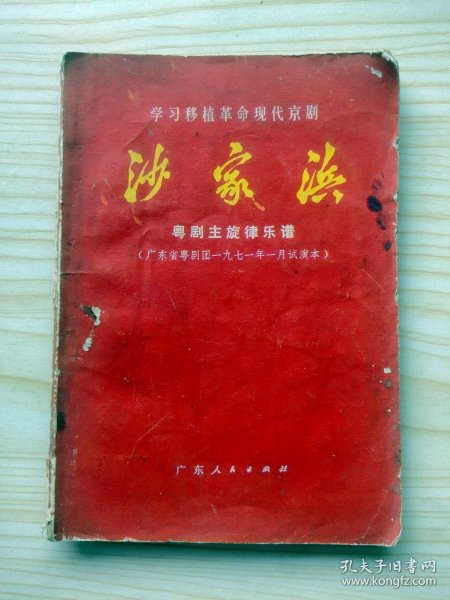 学习移植革命现代京剧
沙家浜
粤剧主旋律乐谱
(广东省粤剧团一九七一年一月试演本)
广东人民出版社
孔夫子旧书网
www.kongfz.com